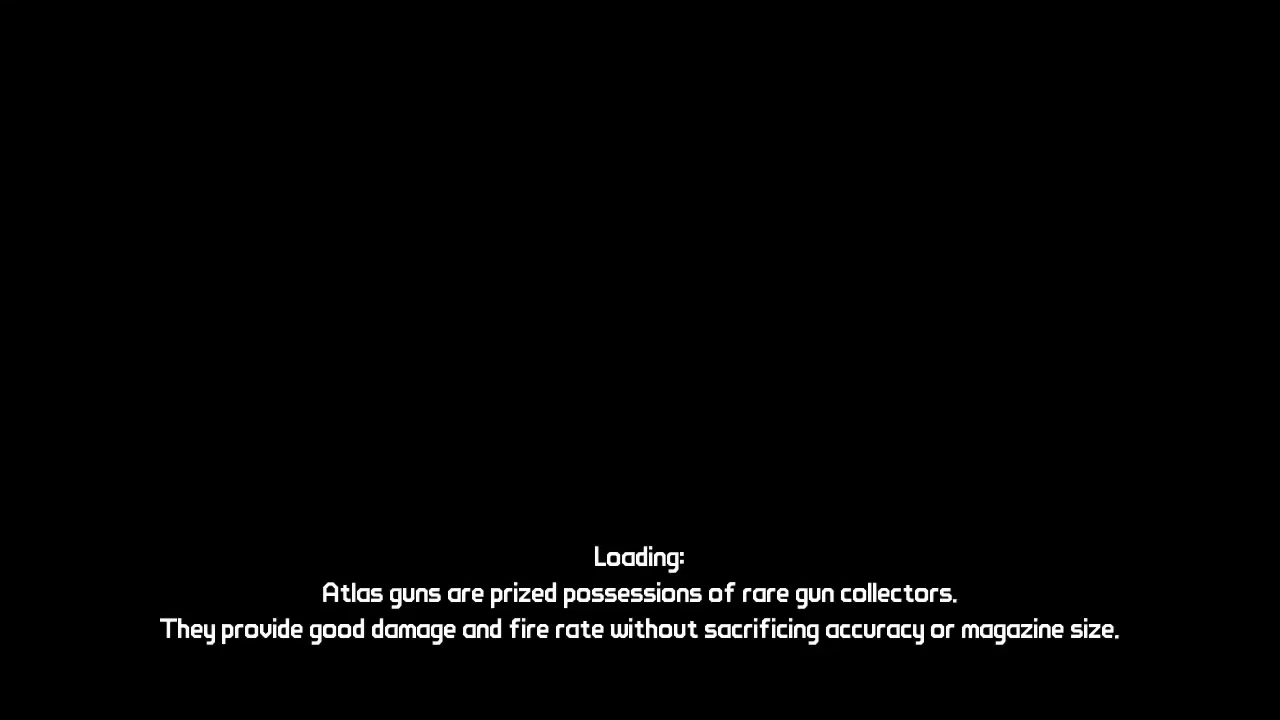 Loading:
Atlas guns are prized possessions of rare gun collectors.
They provide good damage and fire rate without sacrificing accuracy or magazine size.